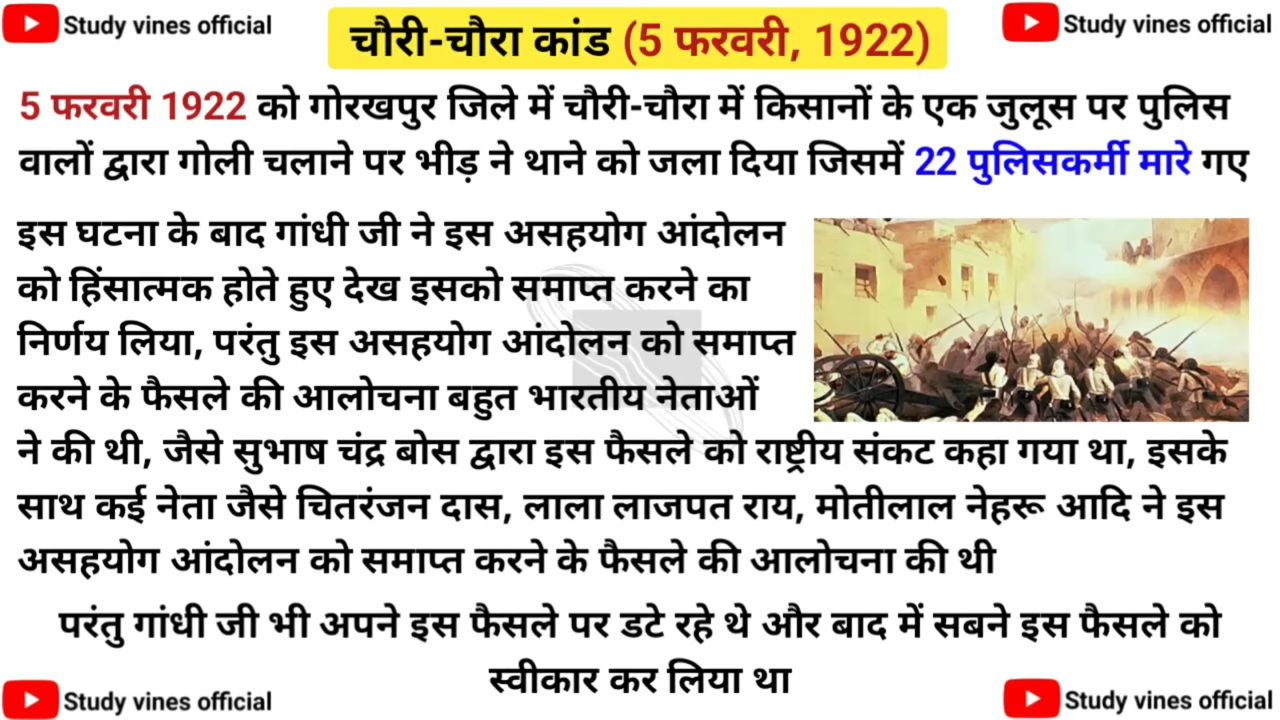 Study vines official
चौरी-चौरा कांड (5 फरवरी, 1922)
Study vines official
5 फरवरी 1922 को गोरखपुर जिले में चौरी-चौरा में किसानों के एक जुलूस पर पुलिस
वालों द्वारा गोली चलाने पर भीड़ ने थाने को जला दिया जिसमें 22 पुलिसकर्मी मारे गए
इस घटना के बाद गांधी जी ने इस असहयोग आंदोलन
को हिंसात्मक होते हुए देख इसको समाप्त करने का
निर्णय लिया, परंतु इस असहयोग आंदोलन को समाप्त
करने के फैसले की आलोचना बहुत भारतीय नेताओं
ने की थी, जैसे सुभाष चंद्र बोस द्वारा इस फैसले को राष्ट्रीय संकट कहा गया था, इसके
साथ कई नेता जैसे चितरंजन दास, लाला लाजपत राय, मोतीलाल नेहरू आदि ने इस
असहयोग आंदोलन को समाप्त करने के फैसले की आलोचना की थी
परंतु गांधी जी भी अपने इस फैसले पर डटे रहे थे और बाद में सबने इस फैसले को
स्वीकार कर लिया था
Study vines official
Study vines official